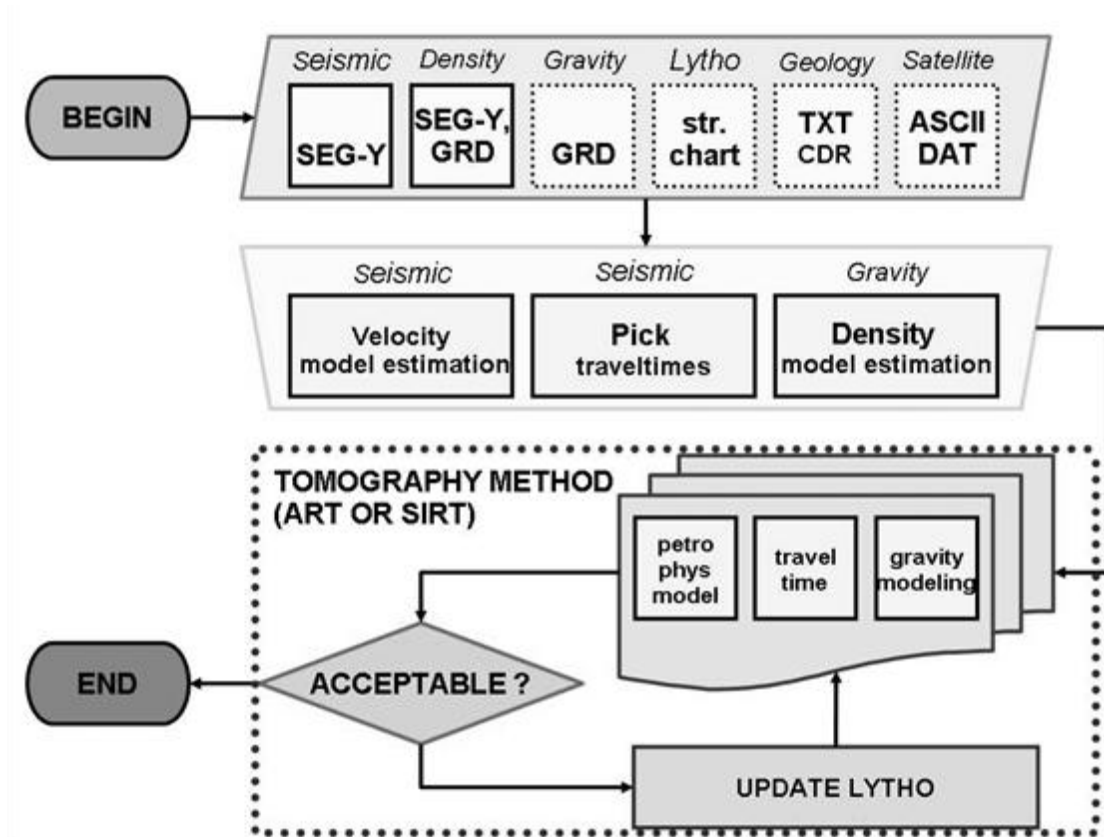 Seismic
Density
Gravity
Lytho
Geology
Satellite
BEGIN
SEG-Y
SEG-Y,
GRD
GRD
str.
chart
TXT
CDR
ASCII
DAT
Seismic
Seismic
Gravity
Velocity
model estimation
Pick
traveltimes
Density
model estimation
TOMOGRAPHY METHOD
(ART OR SIRT)
petro
phys
model
travel
time
gravity
modeling
ACCEPTABLE ?
END
UPDATE LYTHO